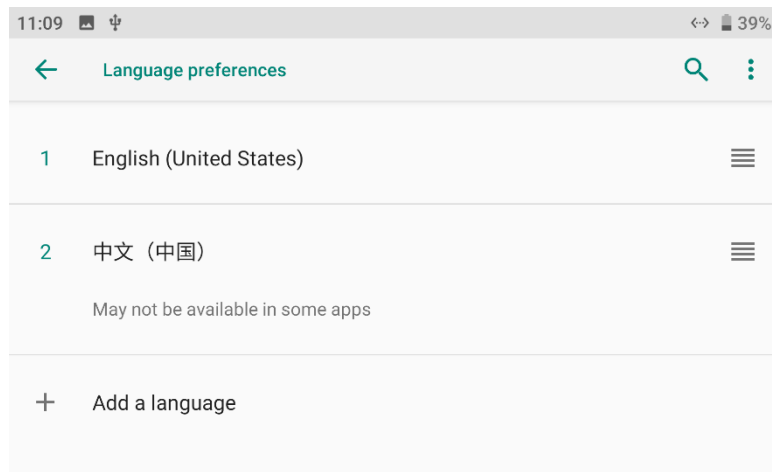 11:09 39%
Language preferences
1 English (United States)
2 中文（中国）
May not be available in some apps
Add a language